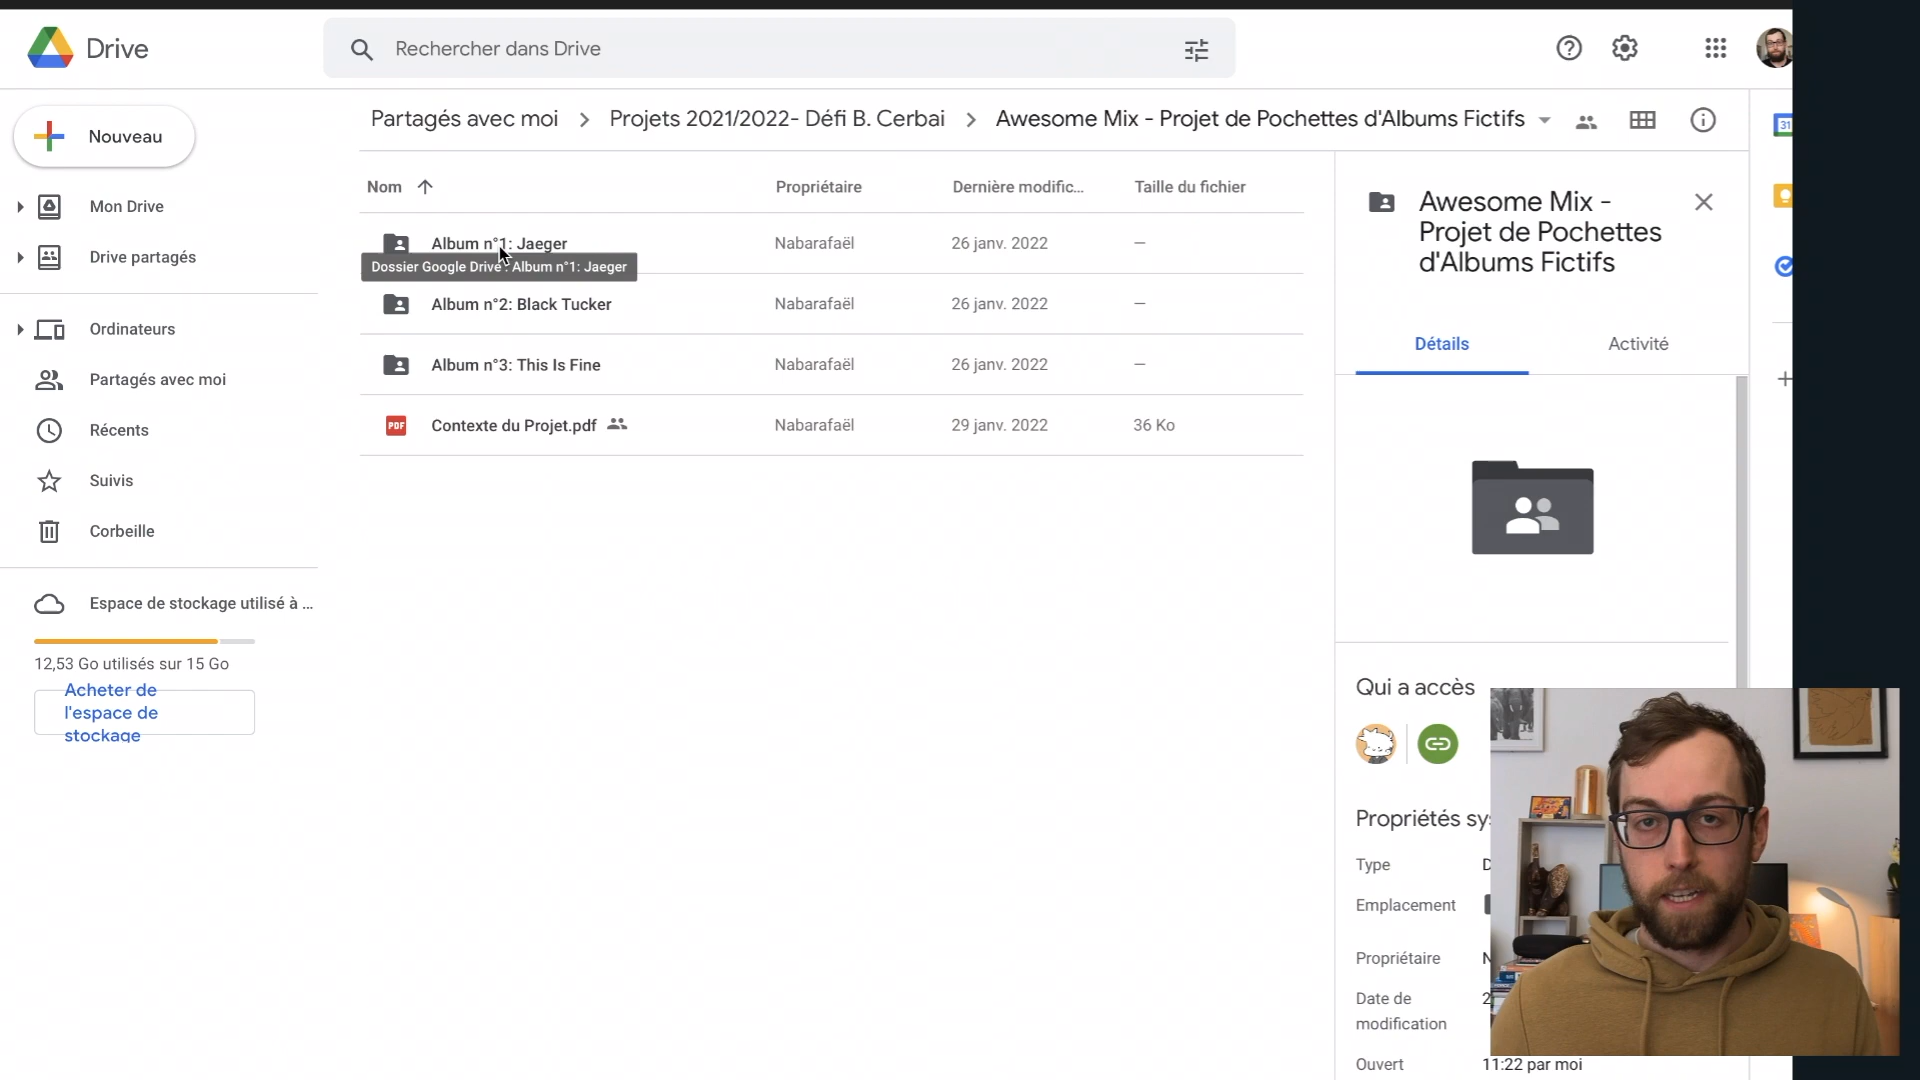 Drive
Rechercher dans Drive
Nouveau
Partagés avec moi
Projets 2021/2022- Défi B. Cerbai
Awesome Mix - Projet de Pochettes d'Albums Fictifs
31
Mon Drive
Drive partagés
Ordinateurs
Partagés avec moi
Récents
Suivis
Corbeille
Espace de stockage utilisé à ...
12,53 Go utilisés sur 15 Go
Acheter de
l'espace de
stockage
Nom
Propriétaire
Dernière modific...
Taille du fichier
Album n°1: Jaeger
Nabarafaël
26 janv. 2022
—
Dossier Google Drive : Album n°1: Jaeger
Album n°2: Black Tucker
Nabarafaël
26 janv. 2022
—
Album n°3: This Is Fine
Nabarafaël
26 janv. 2022
—
PDF
Contexte du Projet.pdf
Nabarafaël
29 janv. 2022
36 Ko
Awesome Mix -
Projet de Pochettes
d'Albums Fictifs
Détails
Activité
Qui a accès
Propriétés sy
Type
Emplacement
Propriétaire
Date de
modification
Ouvert
11:22 par moi